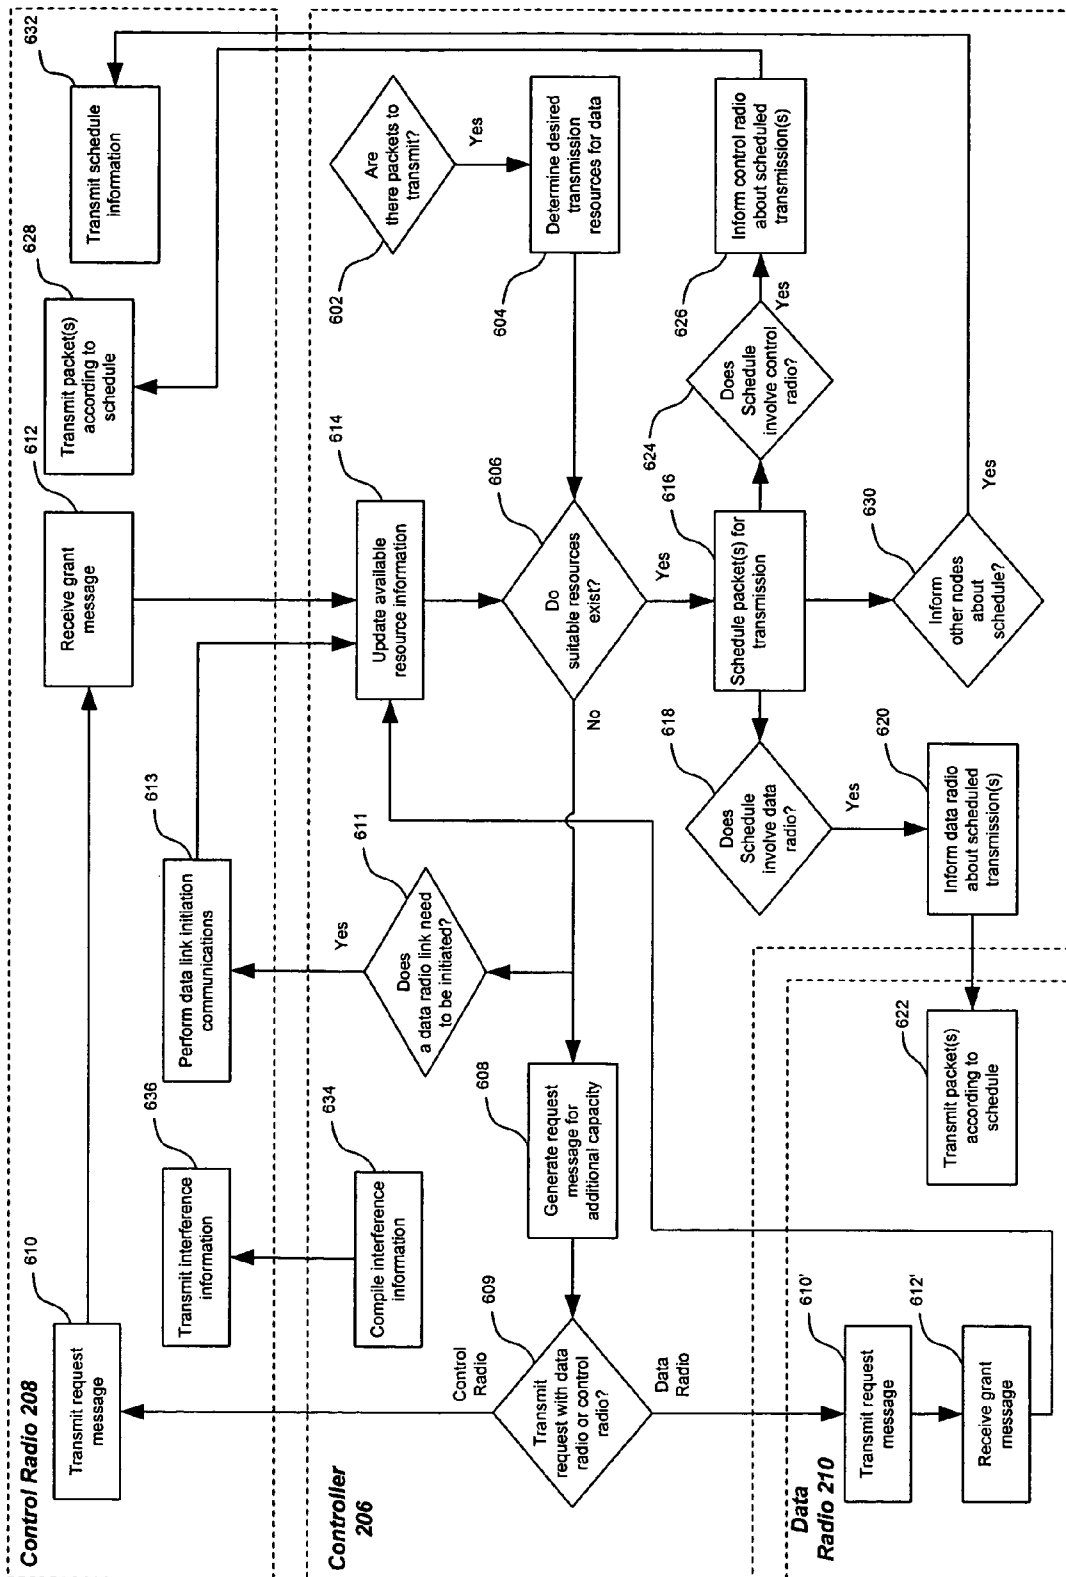 Control Radio 208
610
Transmit request
message
636
Transmit interference
information
613
Perform data link initiation
communications
612
Receive grant
message
628
Transmit packet(s)
according to
schedule
632
Transmit schedule
information
Controller
206
Control
Radio
609
Transmit
request with data
radio or control
radio?
Data
Radio
634
Compile interference
information
608
Generate request
message for
additional capacity
611
Does
a data radio link need
to be initiated?
Yes
614
Update available
resource information
606
Do
suitable resources
exist?
No
Yes
602
Are
there packets to
transmit?
Yes
604
Determine desired
transmission
resources for data
616
Schedule packet(s) for
transmission
618
Does
Schedule
involve data
radio?
Yes
620
Inform data radio
about scheduled
transmission(s)
624
Does
Schedule
involve control
radio?
Yes
626
Inform control radio
about scheduled
transmission(s)
630
Inform
other nodes
about
schedule?
Yes
Data
Radio 210
610'
Transmit request
message
612'
Receive grant
message
622
Transmit packet(s)
according to
schedule